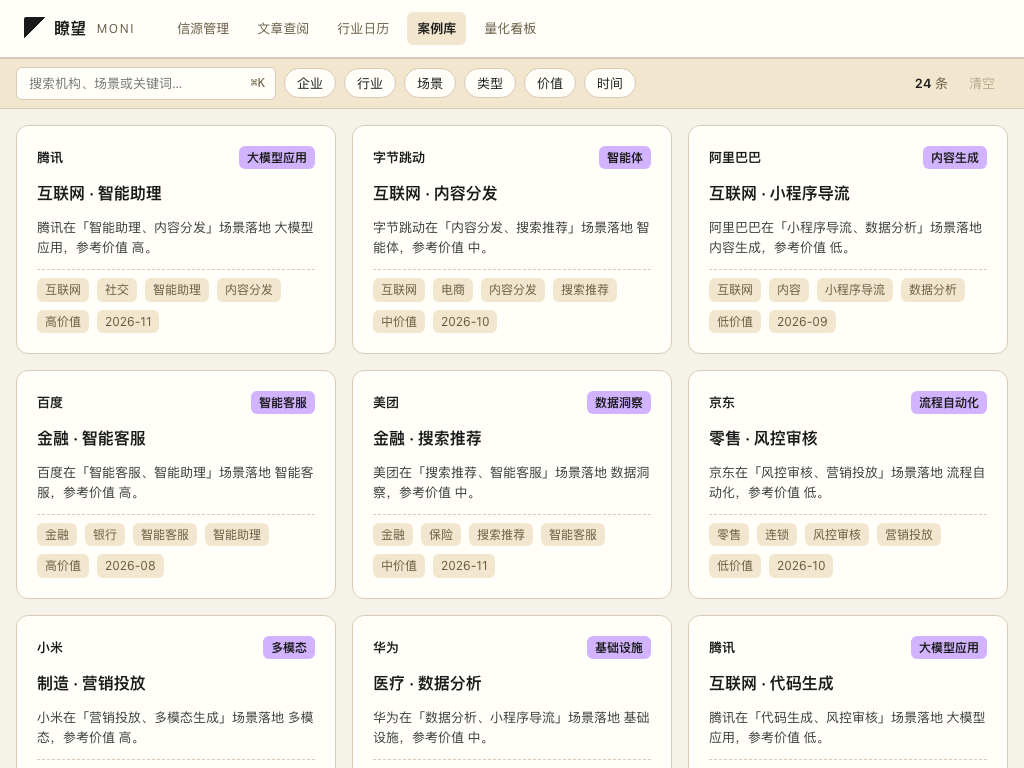 瞭望 MONI 信源管理 文章查阅 行业日历 案例库 量化看板
搜索机构、场景或关键词... ⌘K 企业 行业 场景 类型 价值 时间 24 条 清空
腾讯 大模型应用
互联网 · 智能助理
腾讯在「智能助理、内容分发」场景落地 大模型
应用，参考价值 高。
互联网 社交 智能助理 内容分发
高价值 2026-11
字节跳动 智能体
互联网 · 内容分发
字节跳动在「内容分发、搜索推荐」场景落地 智
能体，参考价值 中。
互联网 电商 内容分发 搜索推荐
中价值 2026-10
阿里巴巴 内容生成
互联网 · 小程序导流
阿里巴巴在「小程序导流、数据分析」场景落地
内容生成，参考价值 低。
互联网 内容 小程序导流 数据分析
低价值 2026-09
百度 智能客服
金融 · 智能客服
百度在「智能客服、智能助理」场景落地 智能客
服，参考价值 高。
金融 银行 智能客服 智能助理
高价值 2026-08
美团 数据洞察
金融 · 搜索推荐
美团在「搜索推荐、智能客服」场景落地 数据洞
察，参考价值 中。
金融 保险 搜索推荐 智能客服
中价值 2026-11
京东 流程自动化
零售 · 风控审核
京东在「风控审核、营销投放」场景落地 流程自
动化，参考价值 低。
零售 连锁 风控审核 营销投放
低价值 2026-10
小米 多模态
制造 · 营销投放
小米在「营销投放、多模态生成」场景落地 多模
态，参考价值 高。
华为 基础设施
医疗 · 数据分析
华为在「数据分析、小程序导流」场景落地 基础
设施，参考价值 中。
腾讯 大模型应用
互联网 · 代码生成
腾讯在「代码生成、风控审核」场景落地 大模型
应用，参考价值 低。